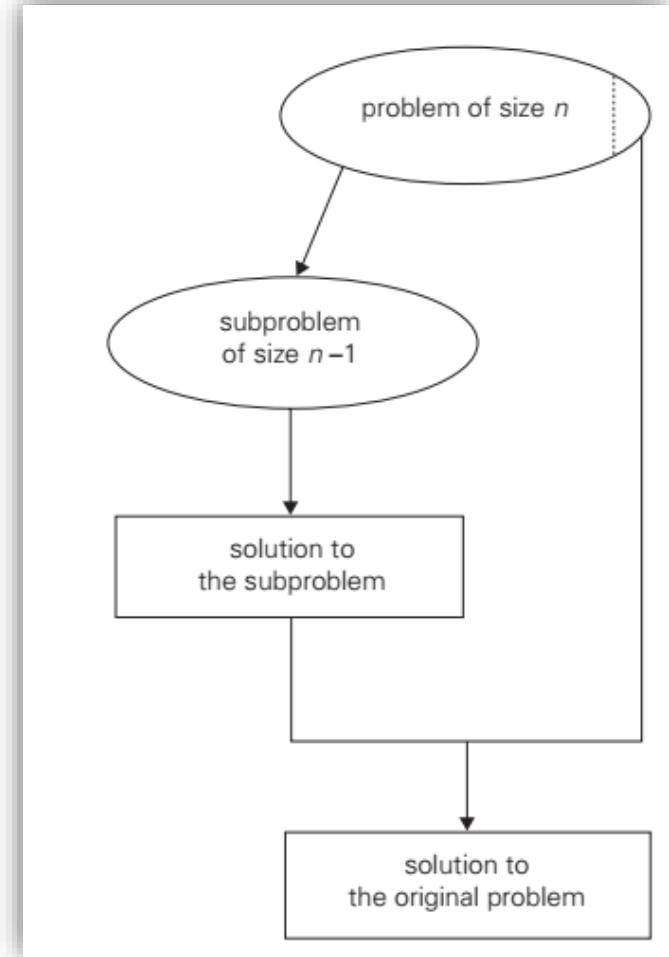 problem of size n
subproblem
of size n–1
solution to
the subproblem
solution to
the original problem